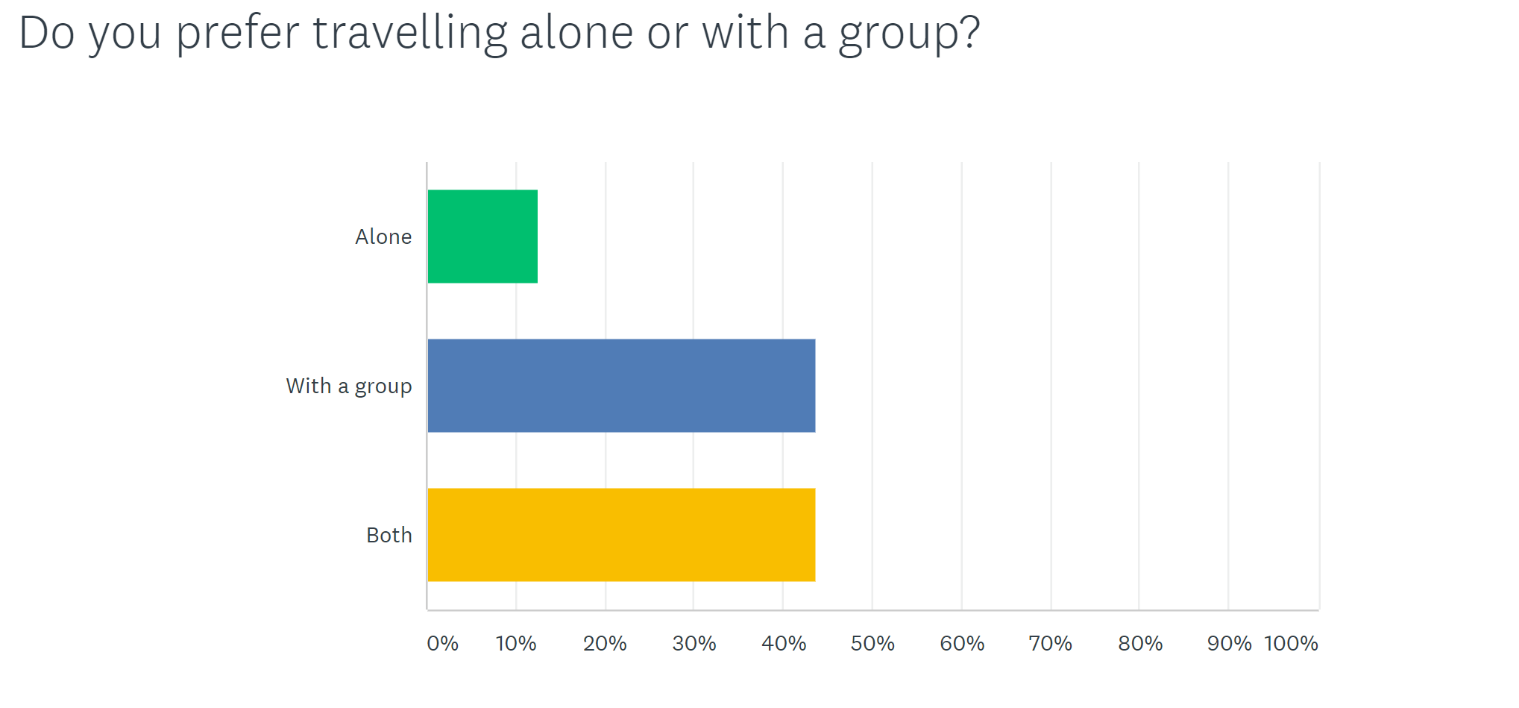 Do you prefer travelling alone or with a group?
Alone
With a group
Both
0% 10% 20% 30% 40% 50% 60% 70% 80% 90% 100%